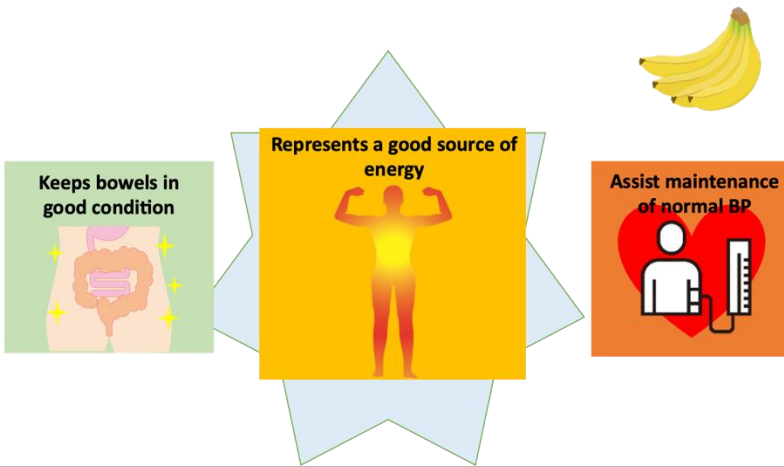 Keeps bowels in
good condition
Represents a good source of
energy
Assist maintenance
of normal BP